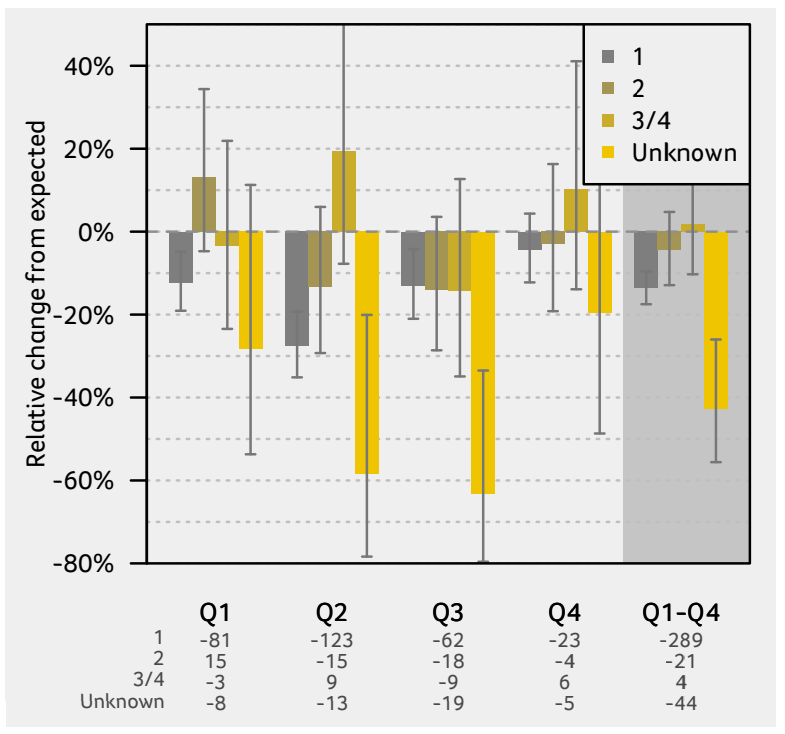 Relative change from expected
40%
20%
0%
-20%
-40%
-60%
-80%
1
2
3/4
Unknown
Q1 Q2 Q3 Q4 Q1-Q4
1 -81 -123 -62 -23 -289
2 15 -15 -18 -4 -21
3/4 -3 9 -9 6 4
Unknown -8 -13 -19 -5 -44